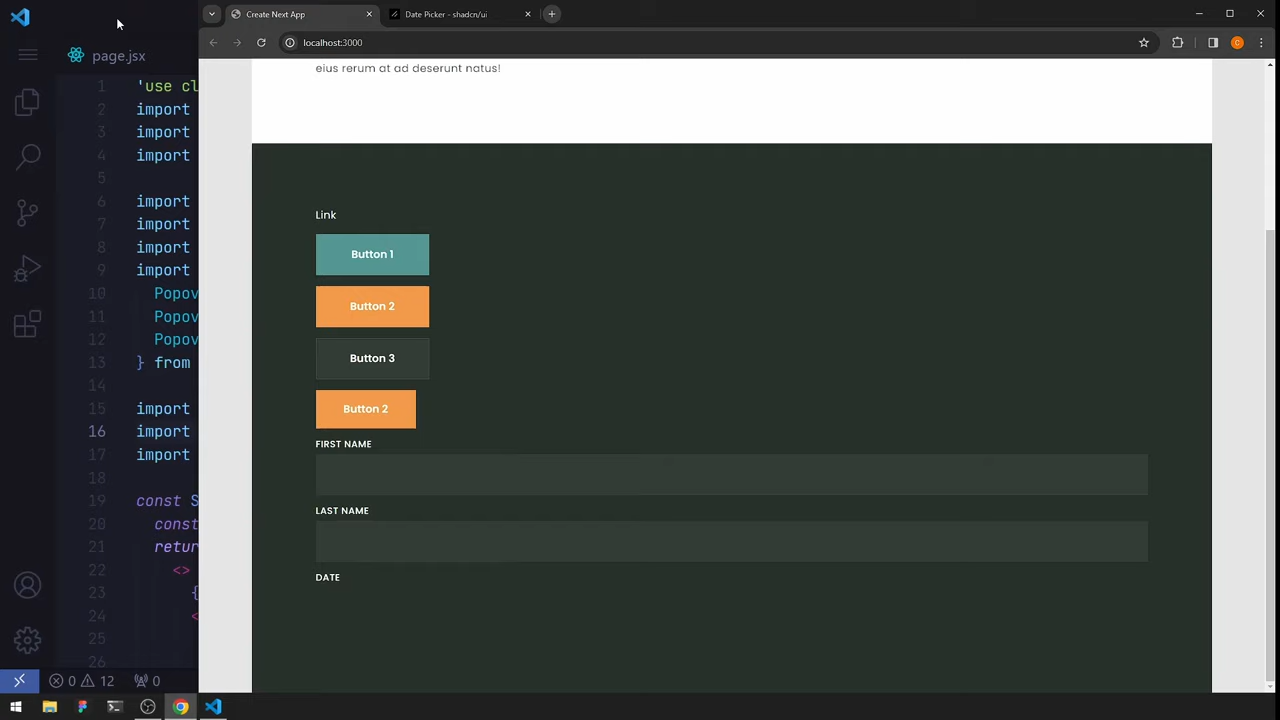 Create Next App
Date Picker - shadcn/ui
localhost:3000
page.jsx
1 'use cl
2 import
3 import
4 import
5
6 import
7 import
8 import
9 import
10 Popov
11 Popov
12 Popov
13 } from
14
15 import
16 import
17 import
18
19 const S
20 const
21 retur
22 <>
23 {
24 <
25
26
0 12 0
eius rerum at ad deserunt natus!
Link
Button 1
Button 2
Button 3
Button 2
FIRST NAME
LAST NAME
DATE
C